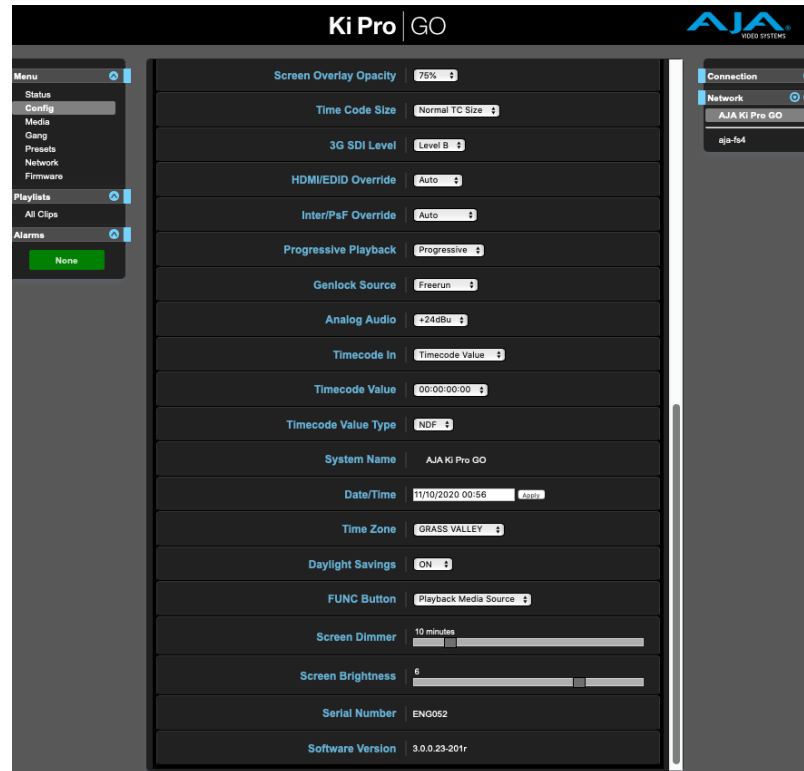 Ki Pro GO
AJA
VIDEO SYSTEMS
Menu
Status
Config
Media
Gang
Presets
Network
Firmware
Playlists
All Clips
Alarms
None
Screen Overlay Opacity 75%
Time Code Size Normal TC Size
3G SDI Level Level B
HDMI/EDID Override Auto
Inter/PsF Override Auto
Progressive Playback Progressive
Genlock Source Freerun
Analog Audio +24dBu
Timecode In Timecode Value
Timecode Value 00:00:00:00
Timecode Value Type NDF
System Name AJA Ki Pro GO
Date/Time 11/10/2020 00:56 Apply
Time Zone GRASS VALLEY
Daylight Savings ON
FUNC Button Playback Media Source
Screen Dimmer 10 minutes
Screen Brightness 6
Serial Number ENG052
Software Version 3.0.0.23-201r
Connection
Network
AJA Ki Pro GO
aja-fs4